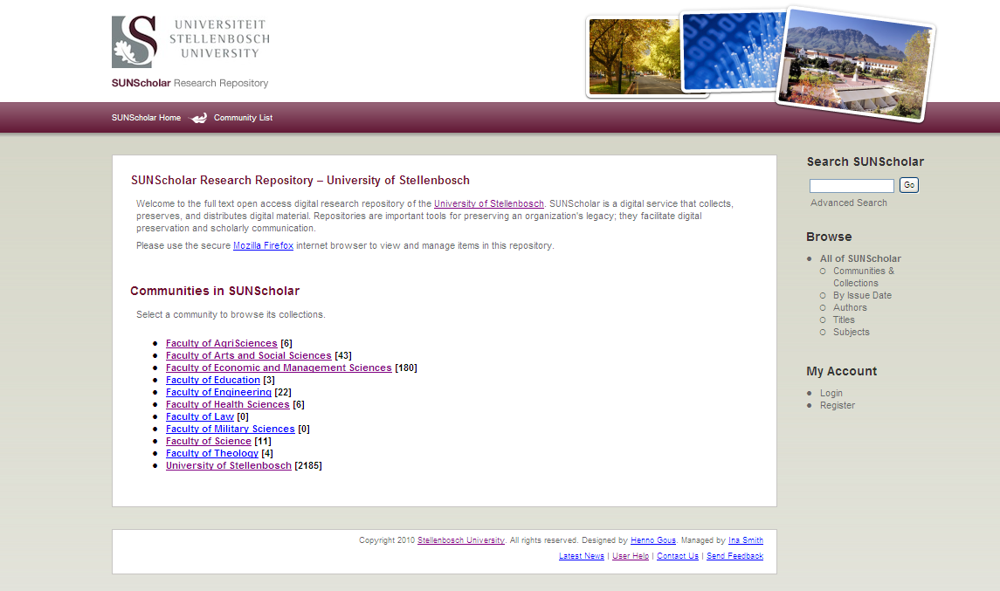 UNIVERSITEIT
STELLENBOSCH
UNIVERSITY
SUNScholar Research Repository
SUNScholar Home Community List
SUNScholar Research Repository – University of Stellenbosch
Welcome to the full text open access digital research repository of the University of Stellenbosch. SUNScholar is a digital service that collects,
preserves, and distributes digital material. Repositories are important tools for preserving an organization's legacy; they facilitate digital
preservation and scholarly communication.
Please use the secure Mozilla Firefox internet browser to view and manage items in this repository.
Communities in SUNScholar
Select a community to browse its collections.
Faculty of AgriSciences [6]
Faculty of Arts and Social Sciences [43]
Faculty of Economic and Management Sciences [180]
Faculty of Education [3]
Faculty of Engineering [22]
Faculty of Health Sciences [6]
Faculty of Law [0]
Faculty of Military Sciences [0]
Faculty of Science [11]
Faculty of Theology [4]
University of Stellenbosch [2185]
Search SUNScholar
Go
Advanced Search
Browse
All of SUNScholar
Communities &
Collections
By Issue Date
Authors
Titles
Subjects
My Account
Login
Register
Copyright 2010 Stellenbosch University. All rights reserved. Designed by Henno Gous. Managed by Ina Smith
Latest News | User Help | Contact Us | Send Feedback